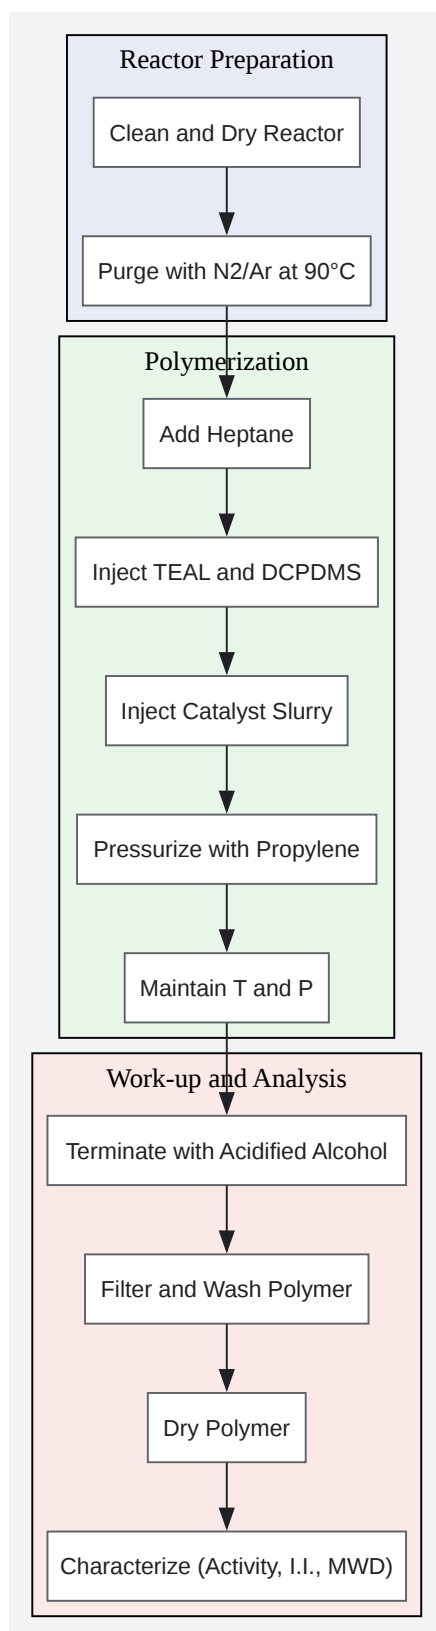 Reactor Preparation
Clean and Dry Reactor
Purge with N2/Ar at 90°C
Polymerization
Add Heptane
Inject TEAL and DCPDMS
Inject Catalyst Slurry
Pressurize with Propylene
Maintain T and P
Work-up and Analysis
Terminate with Acidified Alcohol
Filter and Wash Polymer
Dry Polymer
Characterize (Activity, I.I., MWD)